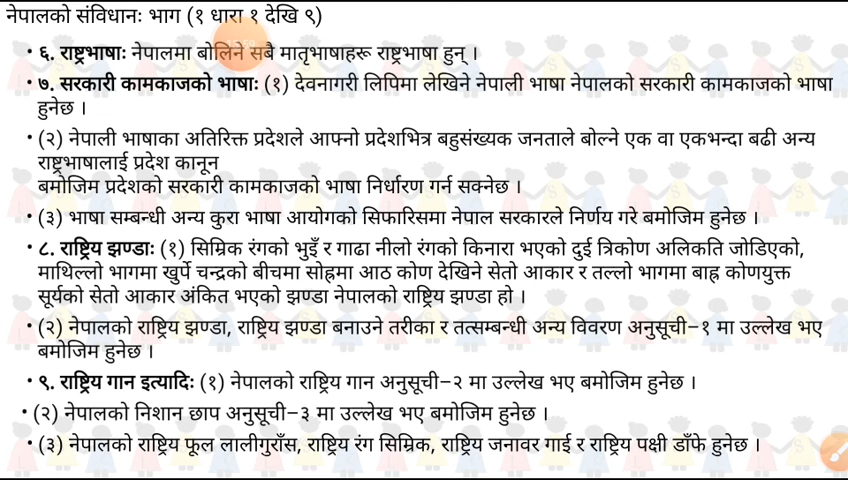 नेपालको संविधानः भाग (१ धारा १ देखि ९)
• ६. राष्ट्रभाषाः नेपालमा बोलिने सबै मातृभाषाहरू राष्ट्रभाषा हुन् ।
• ७. सरकारी कामकाजको भाषाः (१) देवनागरी लिपिमा लेखिने नेपाली भाषा नेपालको सरकारी कामकाजको भाषा
हुनेछ ।
• (२) नेपाली भाषाका अतिरिक्त प्रदेशले आफ्नो प्रदेशभित्र बहुसंख्यक जनताले बोल्ने एक वा एकभन्दा बढी अन्य
राष्ट्रभाषालाई प्रदेश कानून
बमोजिम प्रदेशको सरकारी कामकाजको भाषा निर्धारण गर्न सक्नेछ ।
• (३) भाषा सम्बन्धी अन्य कुरा भाषा आयोगको सिफारिसमा नेपाल सरकारले निर्णय गरे बमोजिम हुनेछ ।
• ८. राष्ट्रिय झण्डाः (१) सिम्रिक रंगको भुइँ र गाढा नीलो रंगको किनारा भएको दुई त्रिकोण अलिकति जोडिएको,
माथिल्लो भागमा खुर्पे चन्द्रको बीचमा सोह्रमा आठ कोण देखिने सेतो आकार र तल्लो भागमा बाह्र कोणयुक्त
सूर्यको सेतो आकार अंकित भएको झण्डा नेपालको राष्ट्रिय झण्डा हो ।
• (२) नेपालको राष्ट्रिय झण्डा, राष्ट्रिय झण्डा बनाउने तरीका र तत्सम्बन्धी अन्य विवरण अनुसूची–१ मा उल्लेख भए
बमोजिम हुनेछ ।
• ९. राष्ट्रिय गान इत्यादिः (१) नेपालको राष्ट्रिय गान अनुसूची–२ मा उल्लेख भए बमोजिम हुनेछ ।
• (२) नेपालको निशान छाप अनुसूची–३ मा उल्लेख भए बमोजिम हुनेछ ।
• (३) नेपालको राष्ट्रिय फूल लालीगुराँस, राष्ट्रिय रंग सिम्रिक, राष्ट्रिय जनावर गाई र राष्ट्रिय पक्षी डाँफे हुनेछ ।